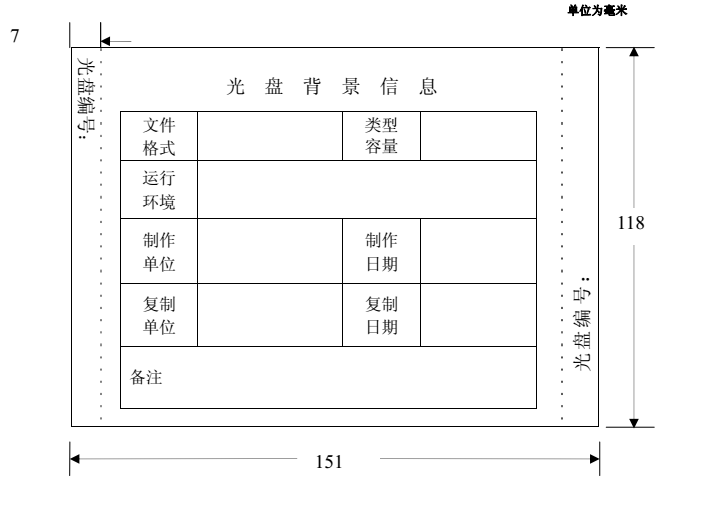 单位为毫米
7
光盘编号：
光盘背景信息
文件
格式
类型
容量
运行
环境
制作
单位
制作
日期
复制
单位
复制
日期
备注
光盘编号：
118
151